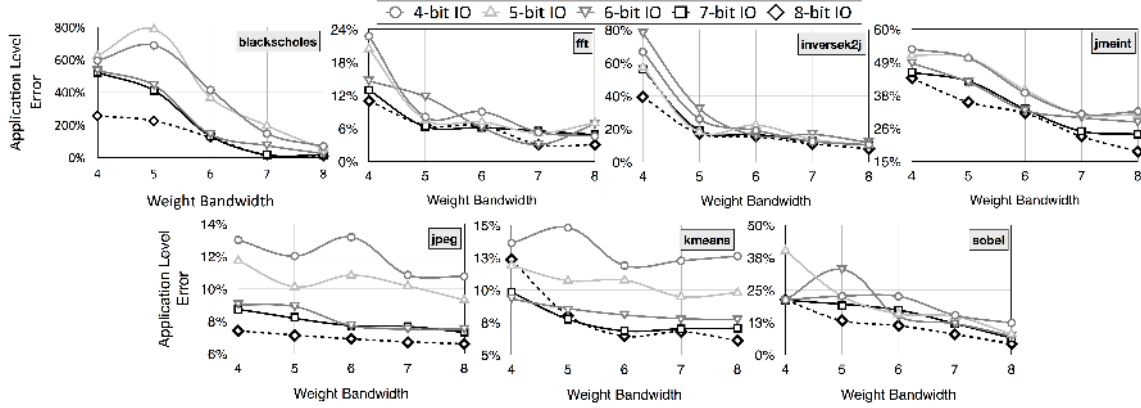 4-bit IO 5-bit IO 6-bit IO 7-bit IO 8-bit IO
Application Level
Error
800%
600%
400%
200%
0%
blackscholes
4 5 6 7 8
Weight Bandwidth
24%
18%
12%
6%
0%
fft
4 5 6 7 8
Weight Bandwidth
80%
60%
40%
20%
0%
inversek2j
4 5 6 7 8
Weight Bandwidth
60%
49%
38%
26%
15%
jmeint
4 5 6 7 8
Weight Bandwidth
Application Level
Error
14%
12%
10%
8%
6%
jpeg
4 5 6 7 8
Weight Bandwidth
15%
13%
10%
8%
5%
kmeans
4 5 6 7 8
Weight Bandwidth
50%
38%
25%
13%
0%
sobel
4 5 6 7 8
Weight Bandwidth